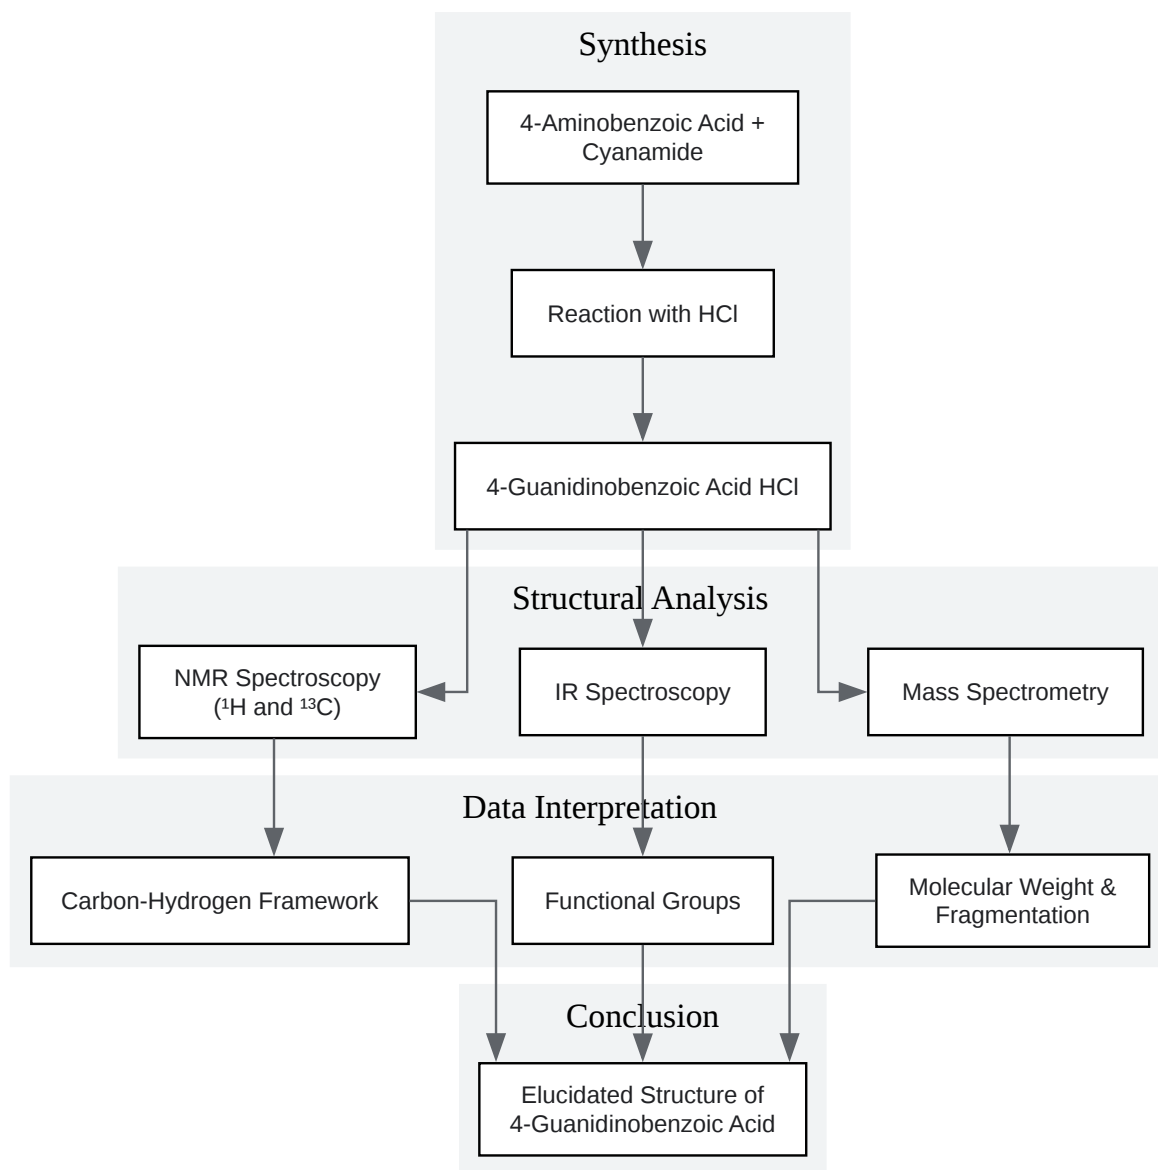 Synthesis
4-Aminobenzoic Acid +
Cyanamide
Reaction with HCl
4-Guanidinobenzoic Acid HCl
Structural Analysis
NMR Spectroscopy
(¹H and ¹³C)
IR Spectroscopy
Mass Spectrometry
Data Interpretation
Carbon-Hydrogen Framework
Functional Groups
Molecular Weight &
Fragmentation
Conclusion
Elucidated Structure of
4-Guanidinobenzoic Acid